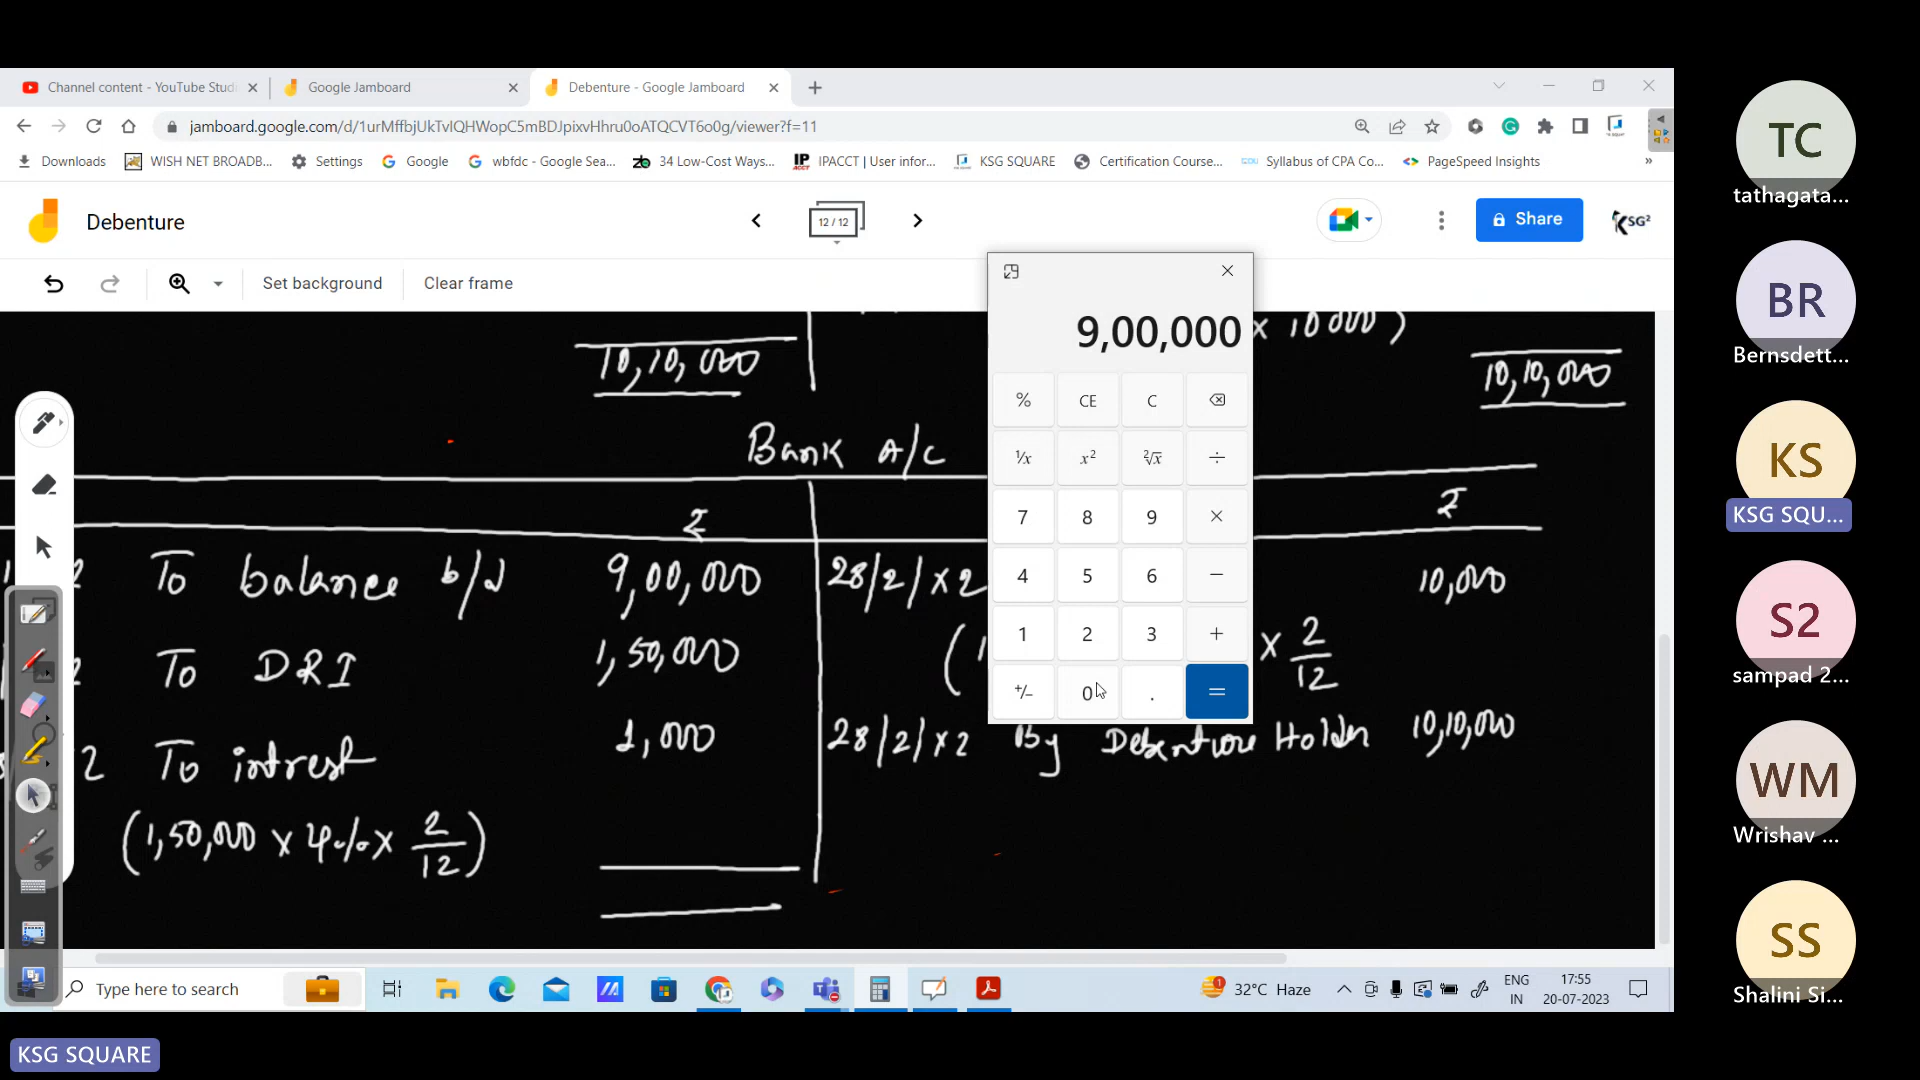 Channel content - YouTube Studi
Google Jamboard
Debenture - Google Jamboard
jamboard.google.com/d/1urMffbjUkTvIQHWopC5mBDJpixvHhru0oATQCVT6o0g/viewer?f=11
Downloads
WISH NET BROADB...
Settings
Google
wbfdc - Google Sea...
34 Low-Cost Ways...
IPACCT | User infor...
KSG SQUARE
Certification Course...
Syllabus of CPA Co...
PageSpeed Insights
»
Debenture
12 / 12
Share
KSG²
Set background
Clear frame
9,00,000
% CE C
¹/x x² ²√x ÷
7 8 9 ×
4 5 6 −
1 2 3 +
+/− 0 . =
x 10000)
10,10,000
10,10,000
Bank A/C
To balance b/d 9,00,000 28/2/x2 10,000
To DRI 1,50,000 x 2/12
2 To intrest 1,000 28/2/x2 By Debenture Holder 10,10,000
(1,50,000 x 4% x 2/12)
Type here to search
1
32°C Haze
ENG
IN
17:55
20-07-2023
TC
tathagata...
BR
Bernsdett...
KS
KSG SQU...
S2
sampad 2...
WM
Wrishav ...
SS
Shalini Si...
KSG SQUARE